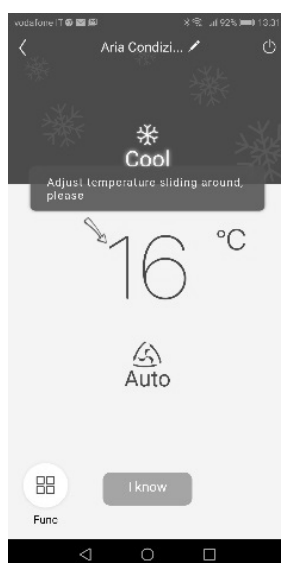 vodafone IT 92% 13:31
Aria Condizi...
Cool
Adjust temperature sliding around,
please
16 °C
Auto
I know
Func